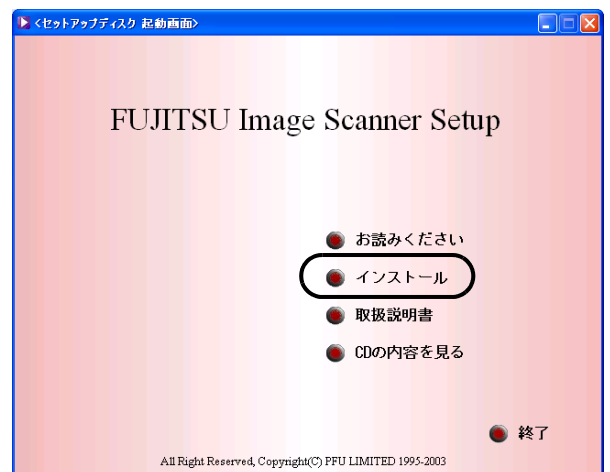 <セットアップディスク 起動画面>
FUJITSU Image Scanner Setup
お読みください
インストール
取扱説明書
CDの内容を見る
終了
All Right Reserved, Copyright(C) PFU LIMITED 1995-2003